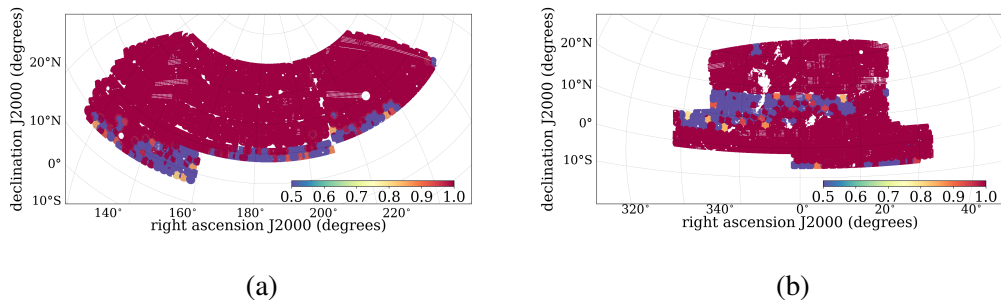 declination J2000 (degrees)
20°N
10°N
0°
10°S
0.5 0.6 0.7 0.8 0.9 1.0
140° 160° 180° 200° 220°
right ascension J2000 (degrees)
(a)
declination J2000 (degrees)
20°N
10°N
0°
10°S
0.5 0.6 0.7 0.8 0.9 1.0
320° 340° 0° 20° 40°
right ascension J2000 (degrees)
(b)